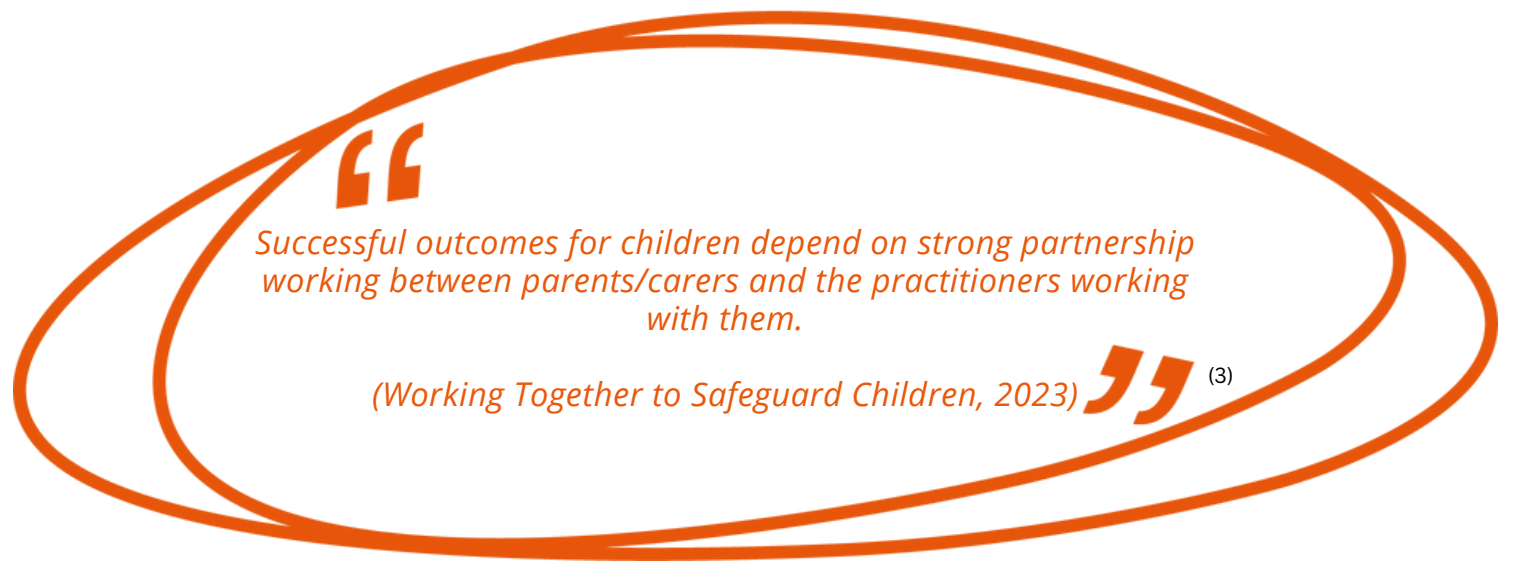 “
Successful outcomes for children depend on strong partnership
working between parents/carers and the practitioners working
with them.
(Working Together to Safeguard Children, 2023) ” (3)